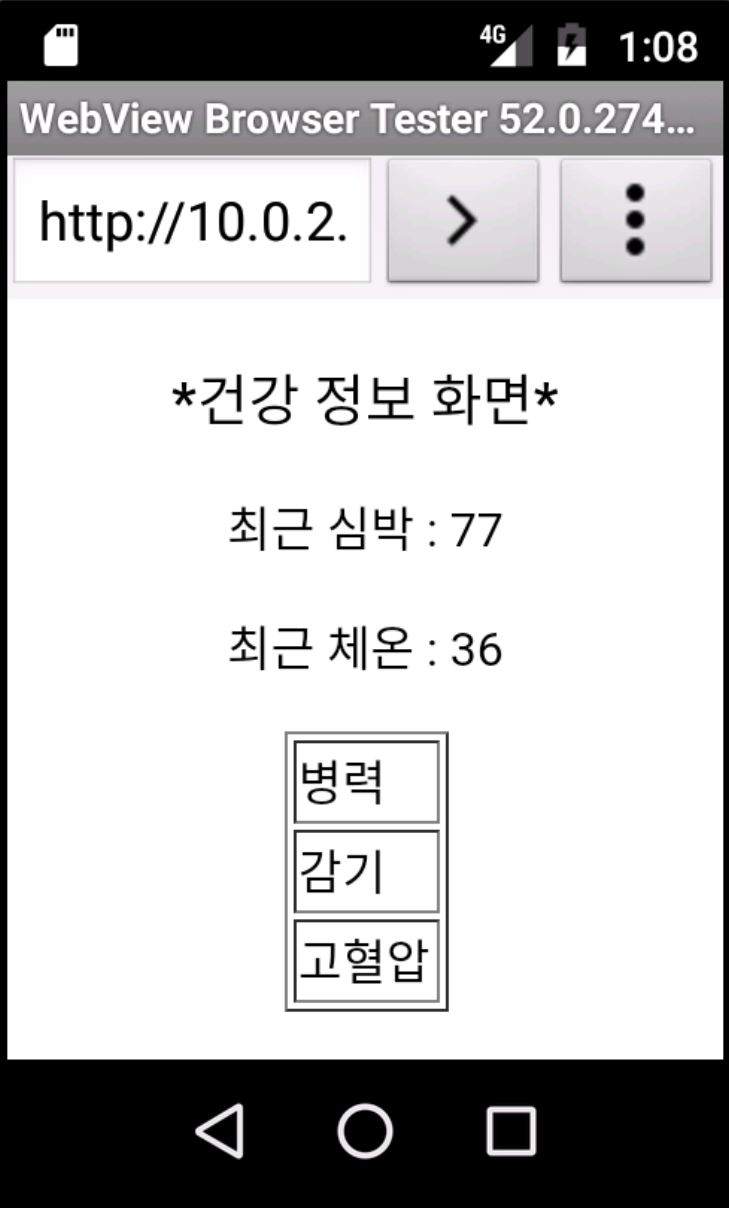 4G 1:08
WebView Browser Tester 52.0.274...
http://10.0.2.
*건강 정보 화면*
최근 심박 : 77
최근 체온 : 36
병력
감기
고혈압